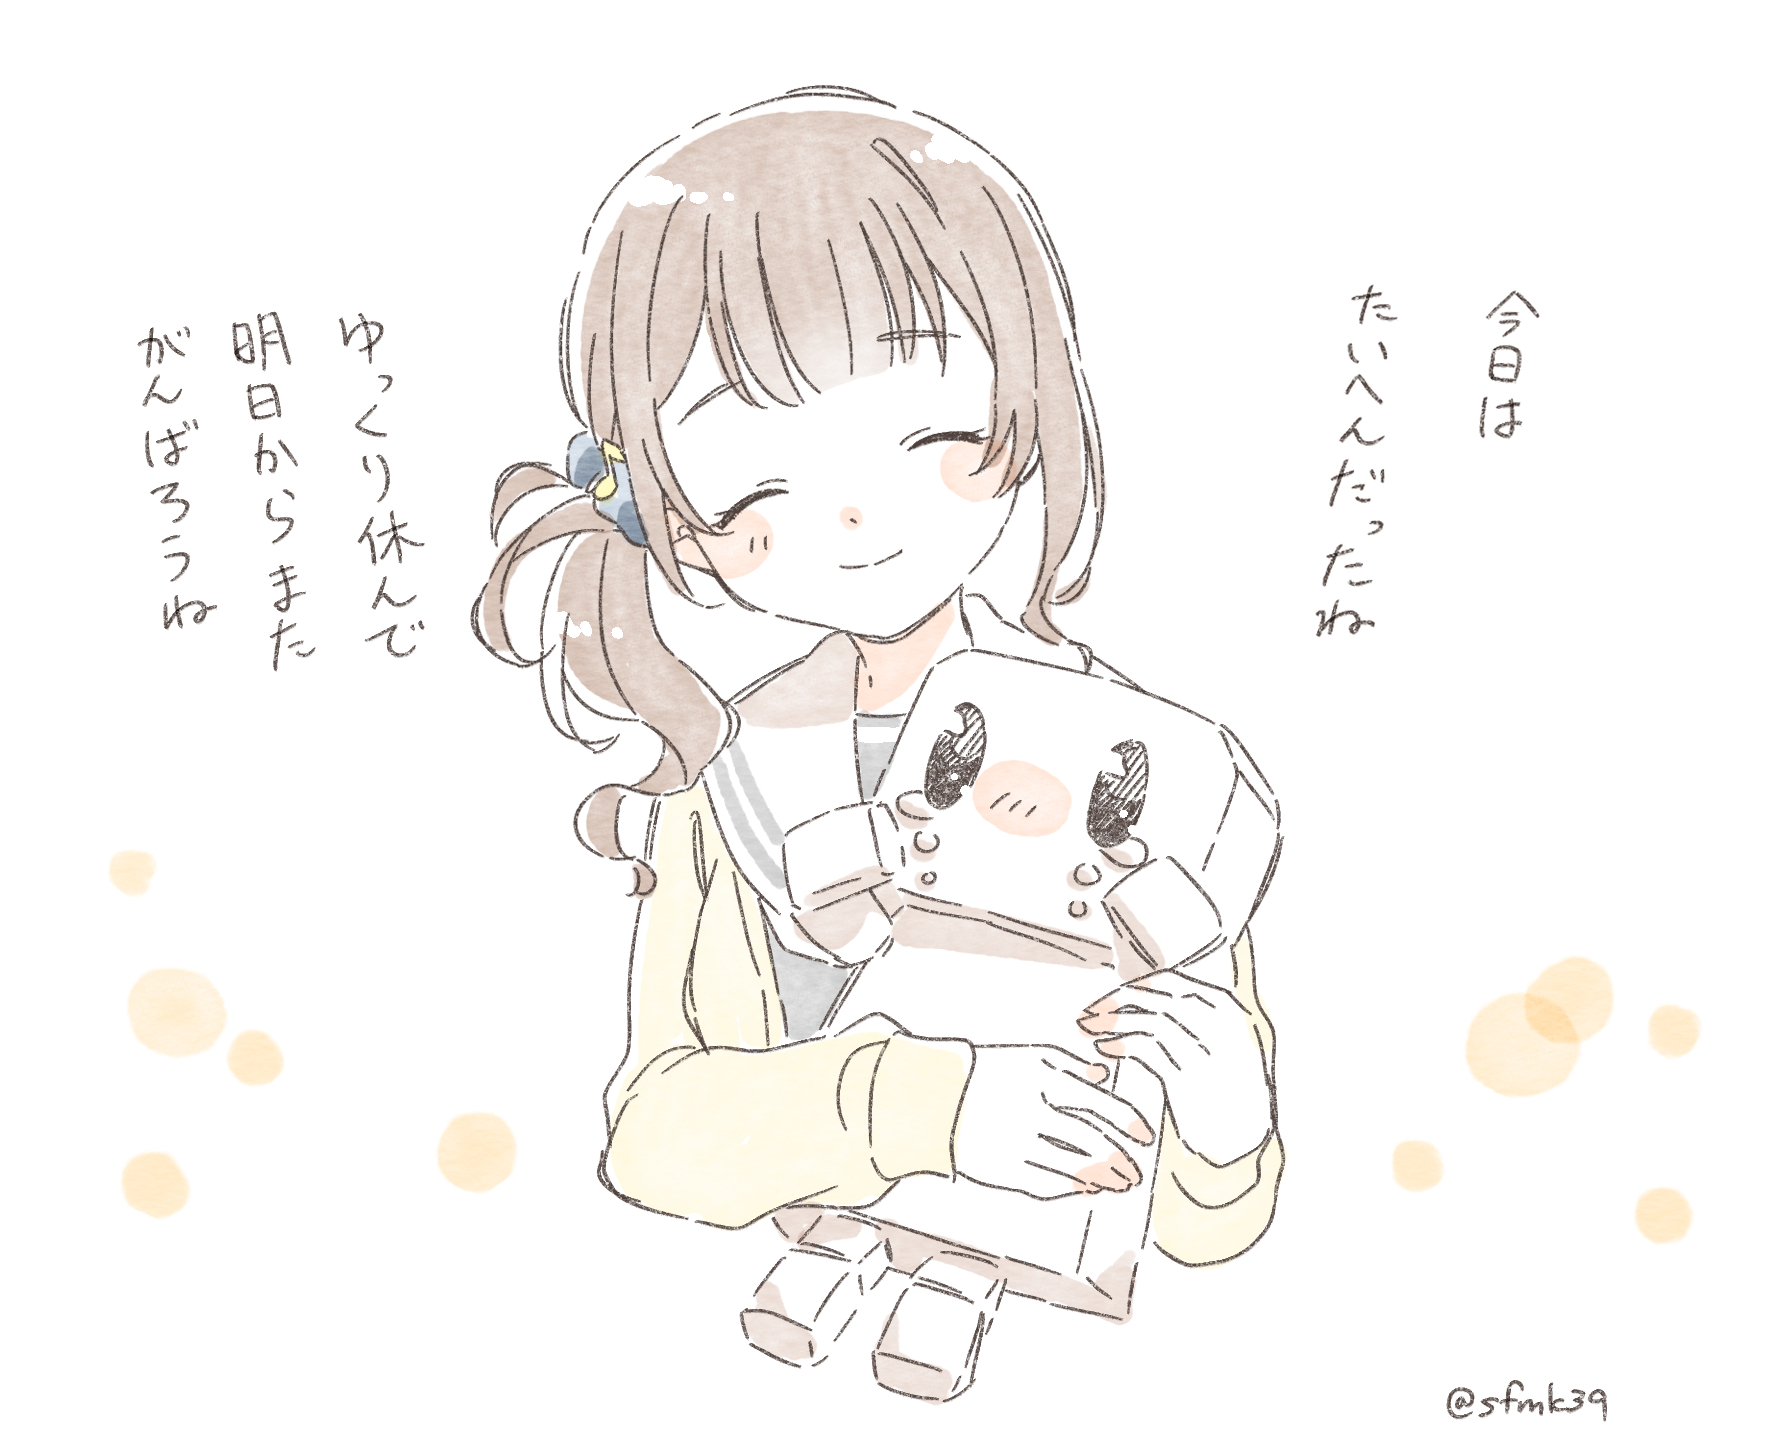 今日は
たいへんだったね
ゆっくり休んで
明日からまた
がんばろうね
@sfmk39